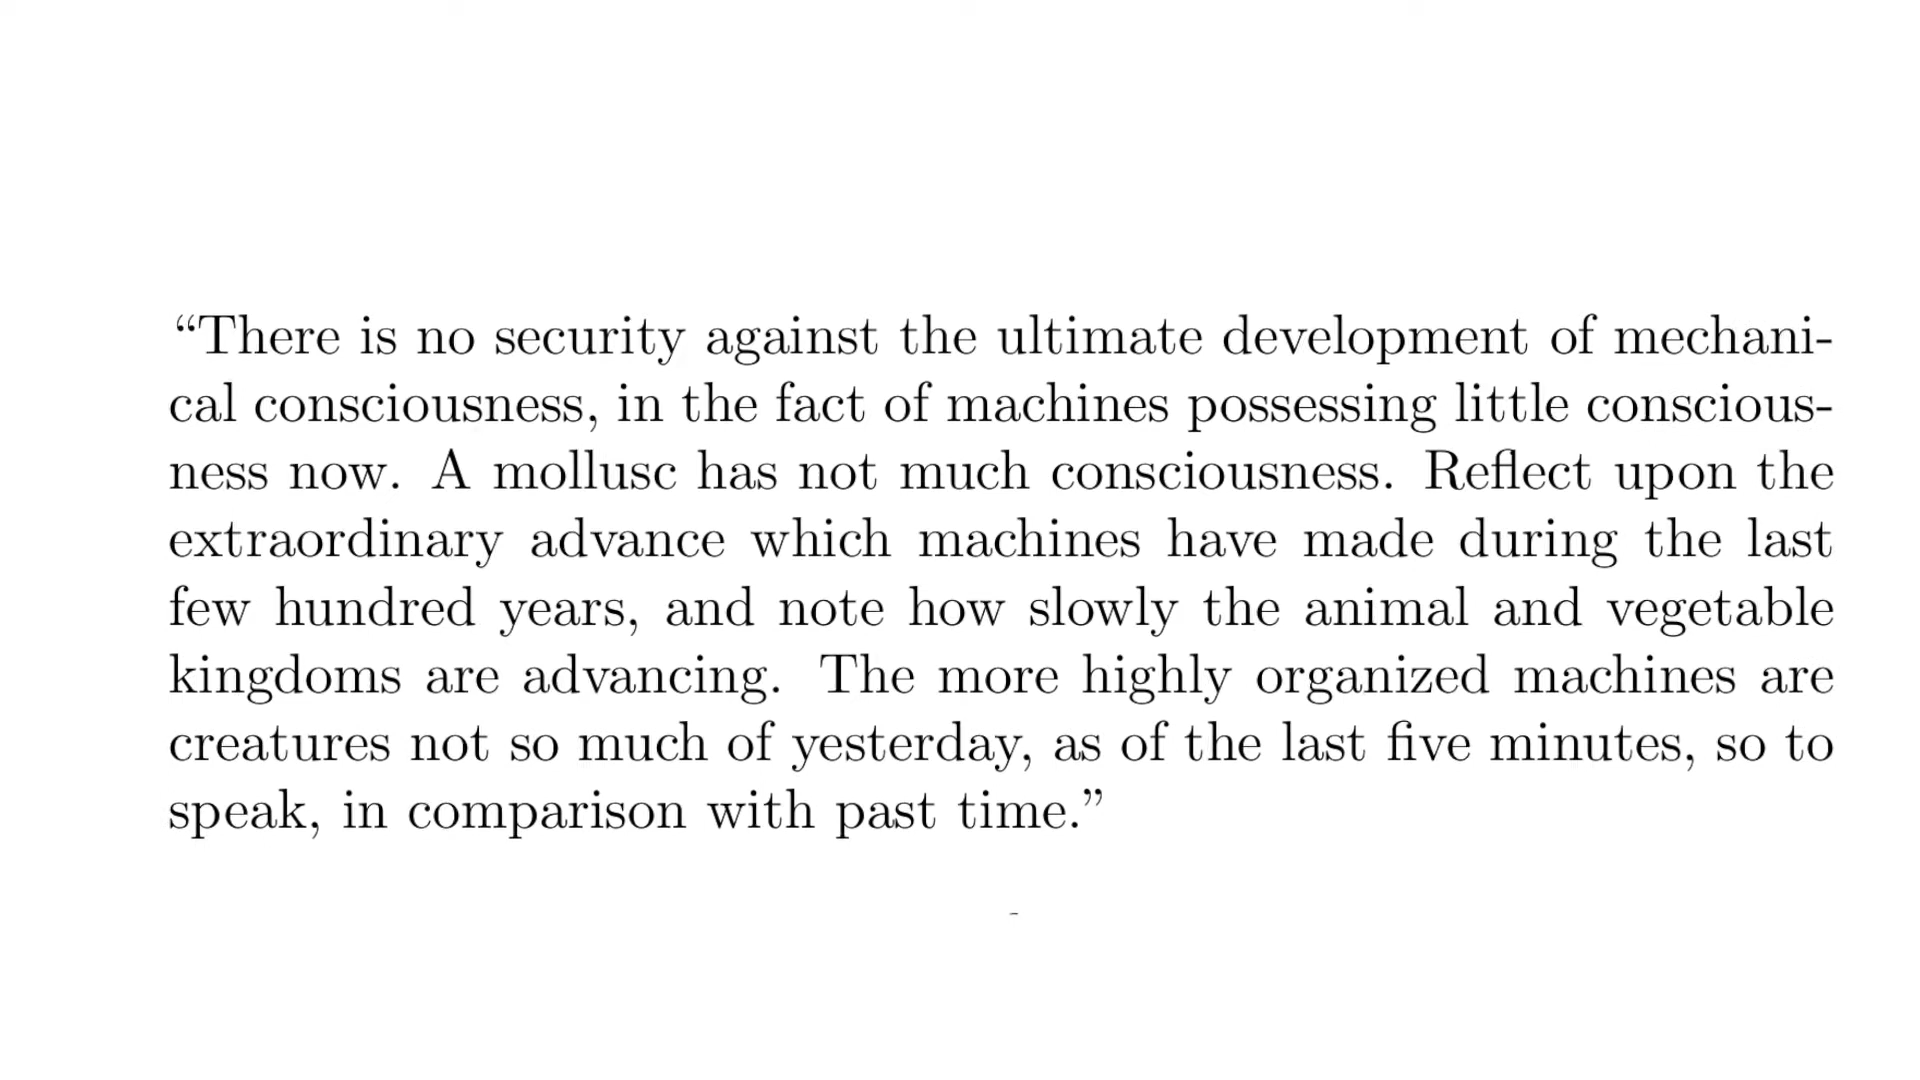 “There is no security against the ultimate development of mechani-
cal consciousness, in the fact of machines possessing little conscious-
ness now. A mollusc has not much consciousness. Reflect upon the
extraordinary advance which machines have made during the last
few hundred years, and note how slowly the animal and vegetable
kingdoms are advancing. The more highly organized machines are
creatures not so much of yesterday, as of the last five minutes, so to
speak, in comparison with past time.”